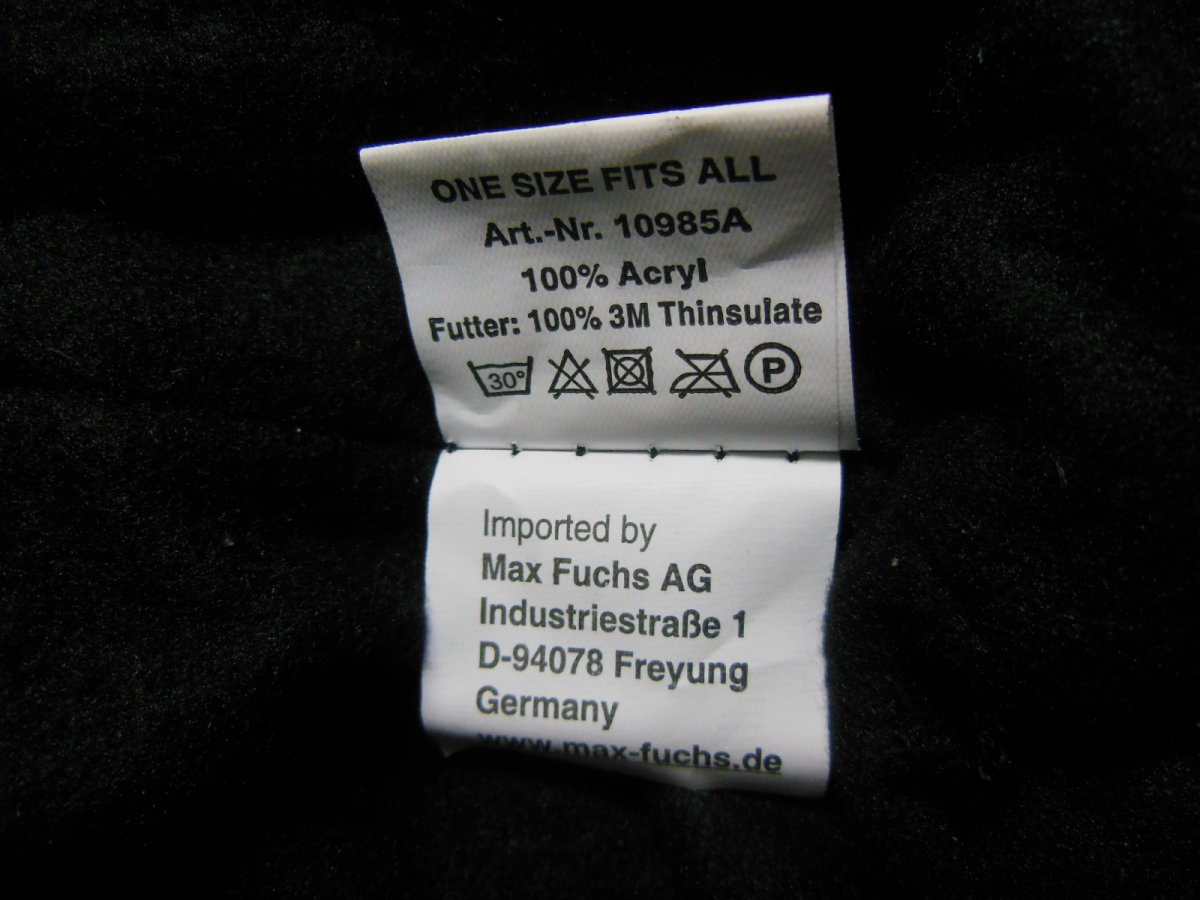 ONE SIZE FITS ALL
Art.-Nr. 10985A
100% Acryl
Futter: 100% 3M Thinsulate
30° P
Imported by
Max Fuchs AG
Industriestraße 1
D-94078 Freyung
Germany
www.max-fuchs.de